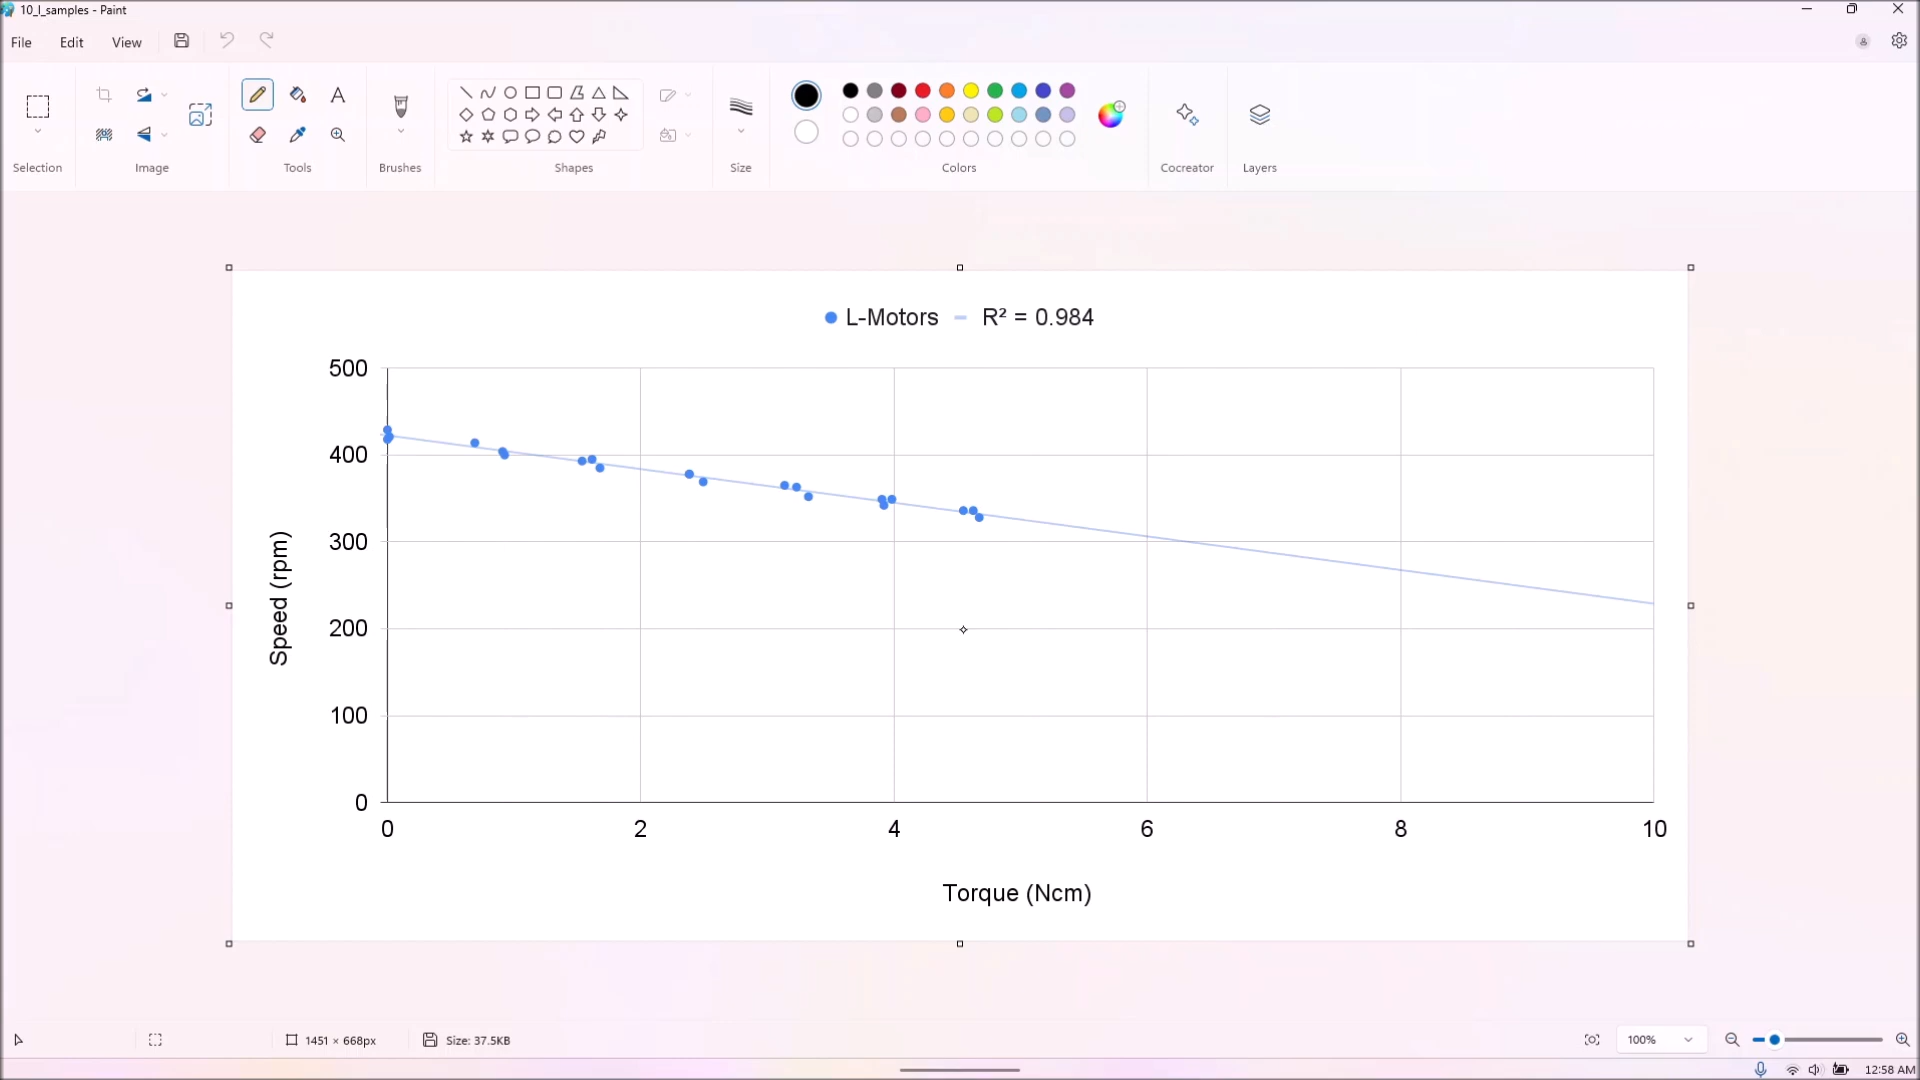 10_l_samples - Paint
File Edit View
Selection Image Tools Brushes Shapes Size Colors Cocreator Layers
L-Motors R² = 0.984
500
400
300
200
100
0
Speed (rpm)
0 2 4 6 8 10
Torque (Ncm)
1451 × 668px Size: 37.5KB 100%
12:58 AM